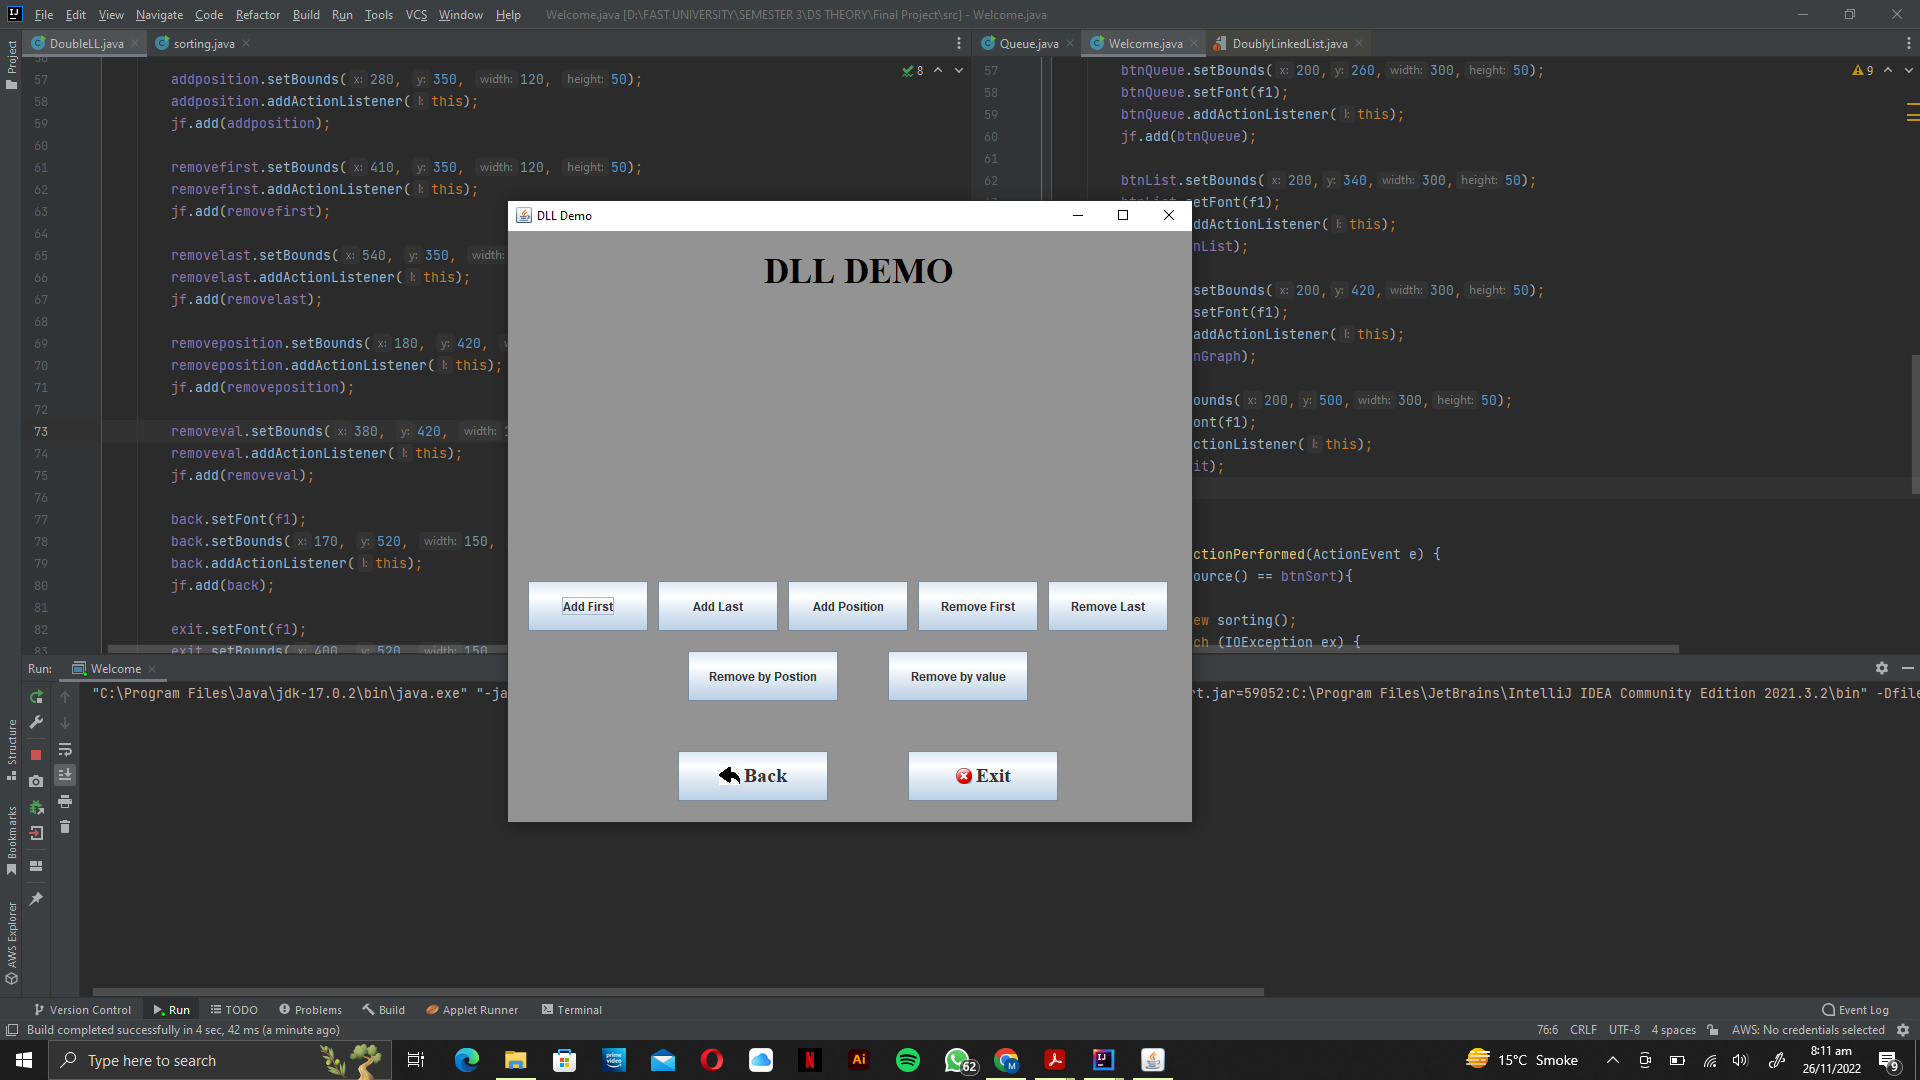 File Edit View Navigate Code Refactor Build Run Tools VCS Window Help Welcome.java [D:\FAST UNIVERSITY\SEMESTER 3\DS THEORY\Final Project\src] - Welcome.java
DoubleLL.java sorting.java
57 addposition.setBounds( x: 280, y: 350, width: 120, height: 50);
58 addposition.addActionListener( l: this);
59 jf.add(addposition);
60
61 removefirst.setBounds( x: 410, y: 350, width: 120, height: 50);
62 removefirst.addActionListener( l: this);
63 jf.add(removefirst);
64
65 removelast.setBounds( x: 540, y: 350, width:
66 removelast.addActionListener( l: this);
67 jf.add(removelast);
68
69 removeposition.setBounds( x: 180, y: 420,
70 removeposition.addActionListener( l: this);
71 jf.add(removeposition);
72
73 removeval.setBounds( x: 380, y: 420, width: 1
74 removeval.addActionListener( l: this);
75 jf.add(removeval);
76
77 back.setFont(f1);
78 back.setBounds( x: 170, y: 520, width: 150,
79 back.addActionListener( l: this);
80 jf.add(back);
81
82 exit.setFont(f1);
83 exit.setBounds( x: 400, y: 520, width: 150
8
Queue.java Welcome.java DoublyLinkedList.java
9
57 btnQueue.setBounds( x: 200, y: 260, width: 300, height: 50);
58 btnQueue.setFont(f1);
59 btnQueue.addActionListener( l: this);
60 jf.add(btnQueue);
61
62 btnList.setBounds( x: 200, y: 340, width: 300, height: 50);
setFont(f1);
addActionListener( l: this);
nList);
setBounds( x: 200, y: 420, width: 300, height: 50);
setFont(f1);
addActionListener( l: this);
nGraph);
ounds( x: 200, y: 500, width: 300, height: 50);
ont(f1);
ctionListener( l: this);
it);
ctionPerformed(ActionEvent e) {
ource() == btnSort){
ew sorting();
ch (IOException ex) {
DLL Demo
DLL DEMO
Add First Add Last Add Position Remove First Remove Last
Remove by Postion Remove by value
Back Exit
Project
Structure
Bookmarks
AWS Explorer
Run: Welcome
"C:\Program Files\Java\jdk-17.0.2\bin\java.exe" "-ja
rt.jar=59052:C:\Program Files\JetBrains\IntelliJ IDEA Community Edition 2021.3.2\bin" -Dfile
Version Control Run TODO Problems Build Applet Runner Terminal Event Log
Build completed successfully in 4 sec, 42 ms (a minute ago) 76:6 CRLF UTF-8 4 spaces AWS: No credentials selected
Type here to search
prime video
N
Ai
62
M
15°C Smoke
8:11 am
26/11/2022
9